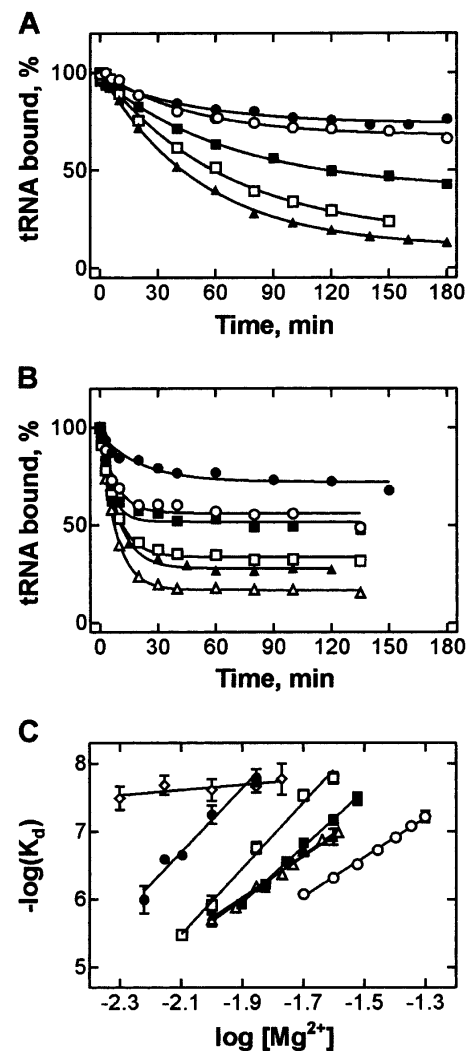 A
tRNA bound, %
100
50
0
0 30 60 90 120 150 180
Time, min
B
tRNA bound, %
100
50
0
0 30 60 90 120 150 180
Time, min
C
-log(Kd)
8
7
6
5
-2.3 -2.1 -1.9 -1.7 -1.5 -1.3
log [Mg²⁺]